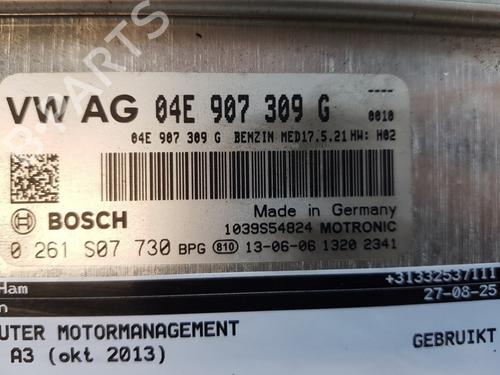 VW AG 04E 907 309 G ----
0010
04E 907 309 G BENZIN MED17.5.21 HW: H02
Made in Germany
BOSCH 1039S54824 MOTRONIC
0 261 S07 730 BPG 810 13-06-06 1320 2341
Ham +31332537111
27-08-25
UTER MOTORMANAGEMENT
A3 (okt 2013) GEBRUIKT
B-Parts